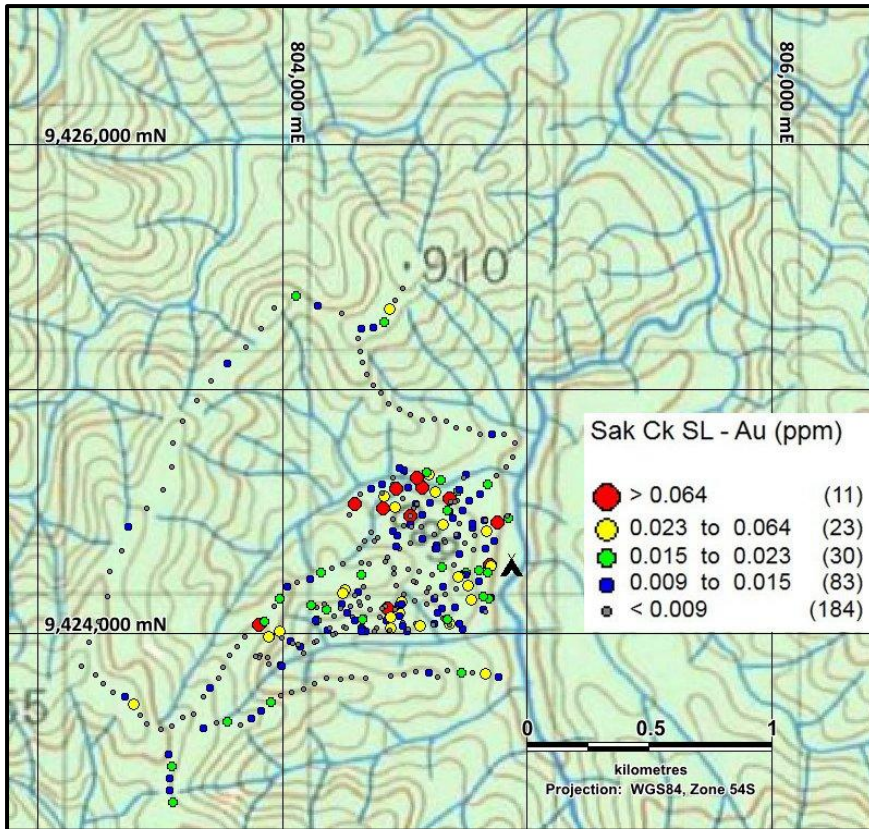 804,000 mE
806,000 mE
9,426,000 mN
910
Sak Ck SL - Au (ppm)
> 0.064 (11)
0.023 to 0.064 (23)
0.015 to 0.023 (30)
0.009 to 0.015 (83)
< 0.009 (184)
9,424,000 mN
0 0.5 1
kilometres
Projection: WGS84, Zone 54S